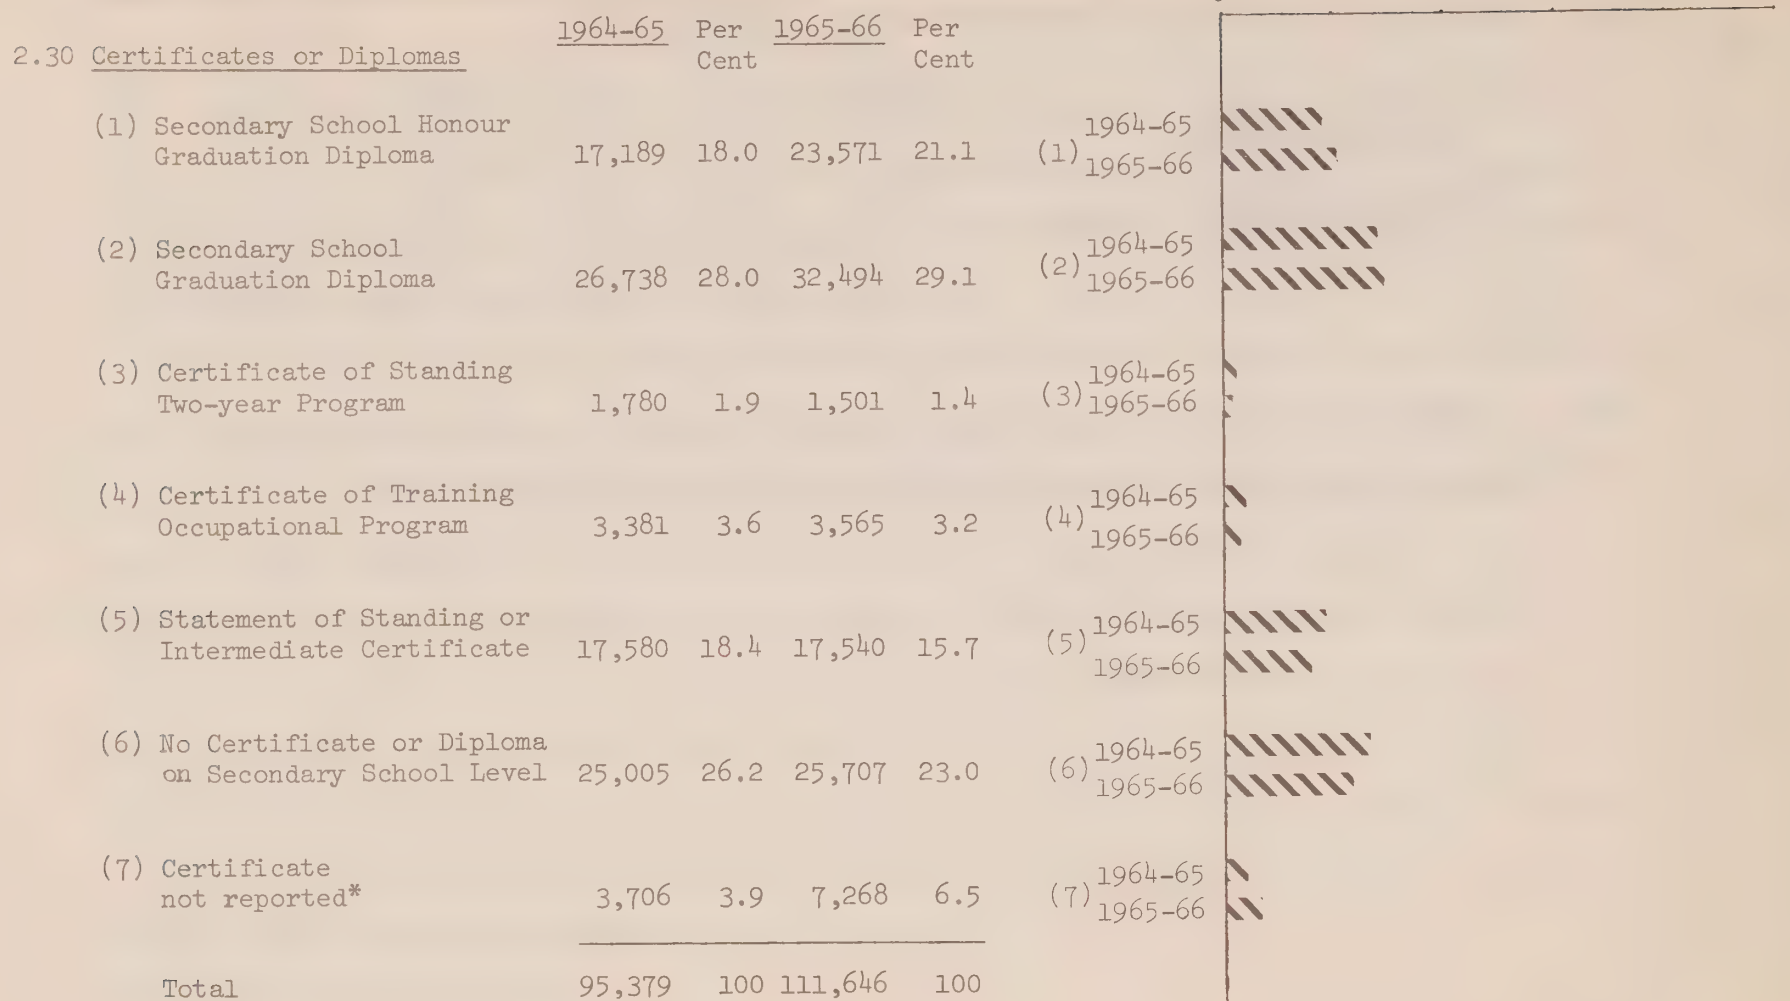 1964-65 Per 1965-66 Per
2.30 Certificates or Diplomas Cent Cent
(1) Secondary School Honour
Graduation Diploma 17,189 18.0 23,571 21.1
(1) 1964-65
1965-66
(2) Secondary School
Graduation Diploma 26,738 28.0 32,494 29.1
(2) 1964-65
1965-66
(3) Certificate of Standing
Two-year Program 1,780 1.9 1,501 1.4
(3) 1964-65
1965-66
(4) Certificate of Training
Occupational Program 3,381 3.6 3,565 3.2
(4) 1964-65
1965-66
(5) Statement of Standing or
Intermediate Certificate 17,580 18.4 17,540 15.7
(5) 1964-65
1965-66
(6) No Certificate or Diploma
on Secondary School Level 25,005 26.2 25,707 23.0
(6) 1964-65
1965-66
(7) Certificate
not reported* 3,706 3.9 7,268 6.5
(7) 1964-65
1965-66
Total 95,379 100 111,646 100